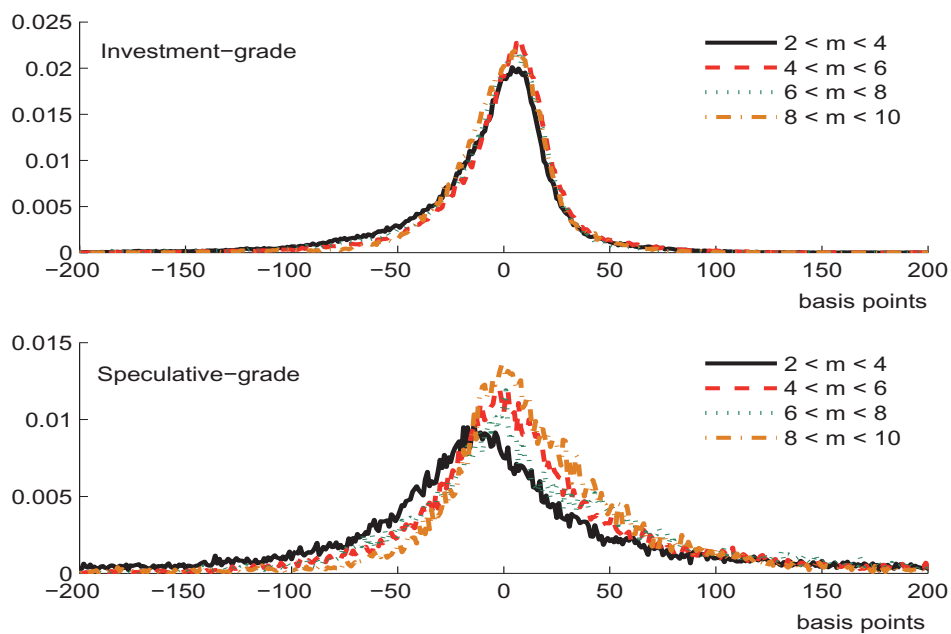 0.025
Investment−grade
2 < m < 4
0.02
4 < m < 6
6 < m < 8
0.015
8 < m < 10
0.01
0.005
0
−200 −150 −100 −50 0 50 100 150 200
basis points
0.015
Speculative−grade
2 < m < 4
4 < m < 6
0.01
6 < m < 8
8 < m < 10
0.005
0
−200 −150 −100 −50 0 50 100 150 200
basis points